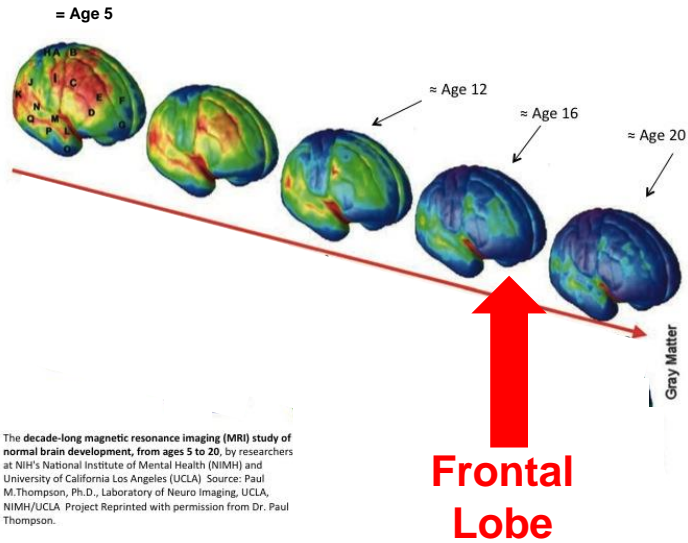 = Age 5
≈ Age 12
≈ Age 16
≈ Age 20
H A B
J I C
K E F
N D
Q M G
P L
O
Gray Matter
Frontal
Lobe
The decade-long magnetic resonance imaging (MRI) study of
normal brain development, from ages 5 to 20, by researchers
at NIH's National Institute of Mental Health (NIMH) and
University of California Los Angeles (UCLA)  Source: Paul
M.Thompson, Ph.D., Laboratory of Neuro Imaging, UCLA,
NIMH/UCLA  Project Reprinted with permission from Dr. Paul
Thompson.